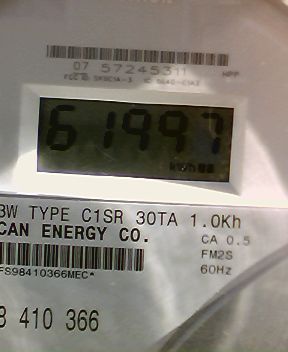 07 57245311
61997
kWh
3W TYPE C1SR 30TA 1.0Kh
CAN ENERGY CO.
CA 0.5
FM2S
60Hz
FS98410366MEC*
8 410 366